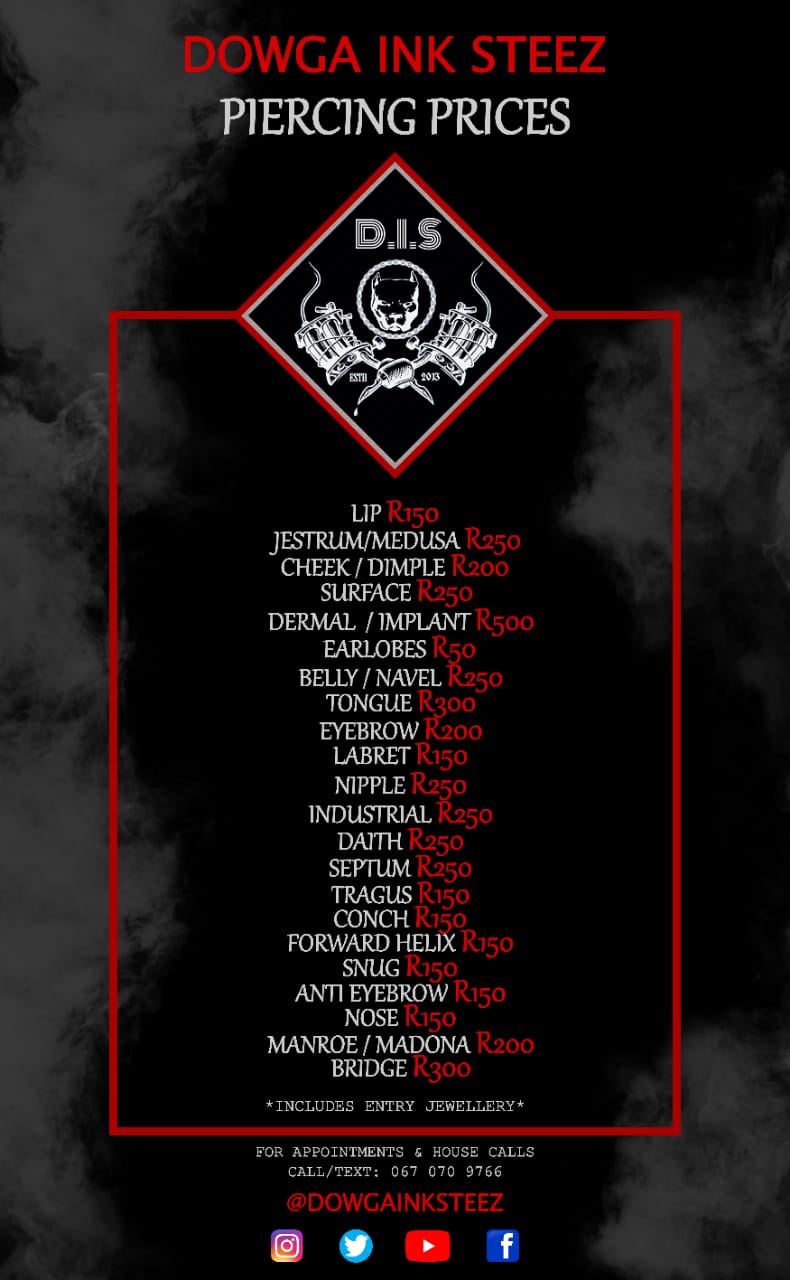 DOWGA INK STEEZ
PIERCING PRICES
D.I.S
ESTD 2013
LIP R150
JESTRUM/MEDUSA R250
CHEEK / DIMPLE R200
SURFACE R250
DERMAL / IMPLANT R500
EARLOBES R50
BELLY / NAVEL R250
TONGUE R300
EYEBROW R200
LABRET R150
NIPPLE R250
INDUSTRIAL R250
DAITH R250
SEPTUM R250
TRAGUS R150
CONCH R150
FORWARD HELIX R150
SNUG R150
ANTI EYEBROW R150
NOSE R150
MANROE / MADONA R200
BRIDGE R300
*INCLUDES ENTRY JEWELLERY*
FOR APPOINTMENTS & HOUSE CALLS
CALL/TEXT: 067 070 9766
@DOWGAINKSTEEZ